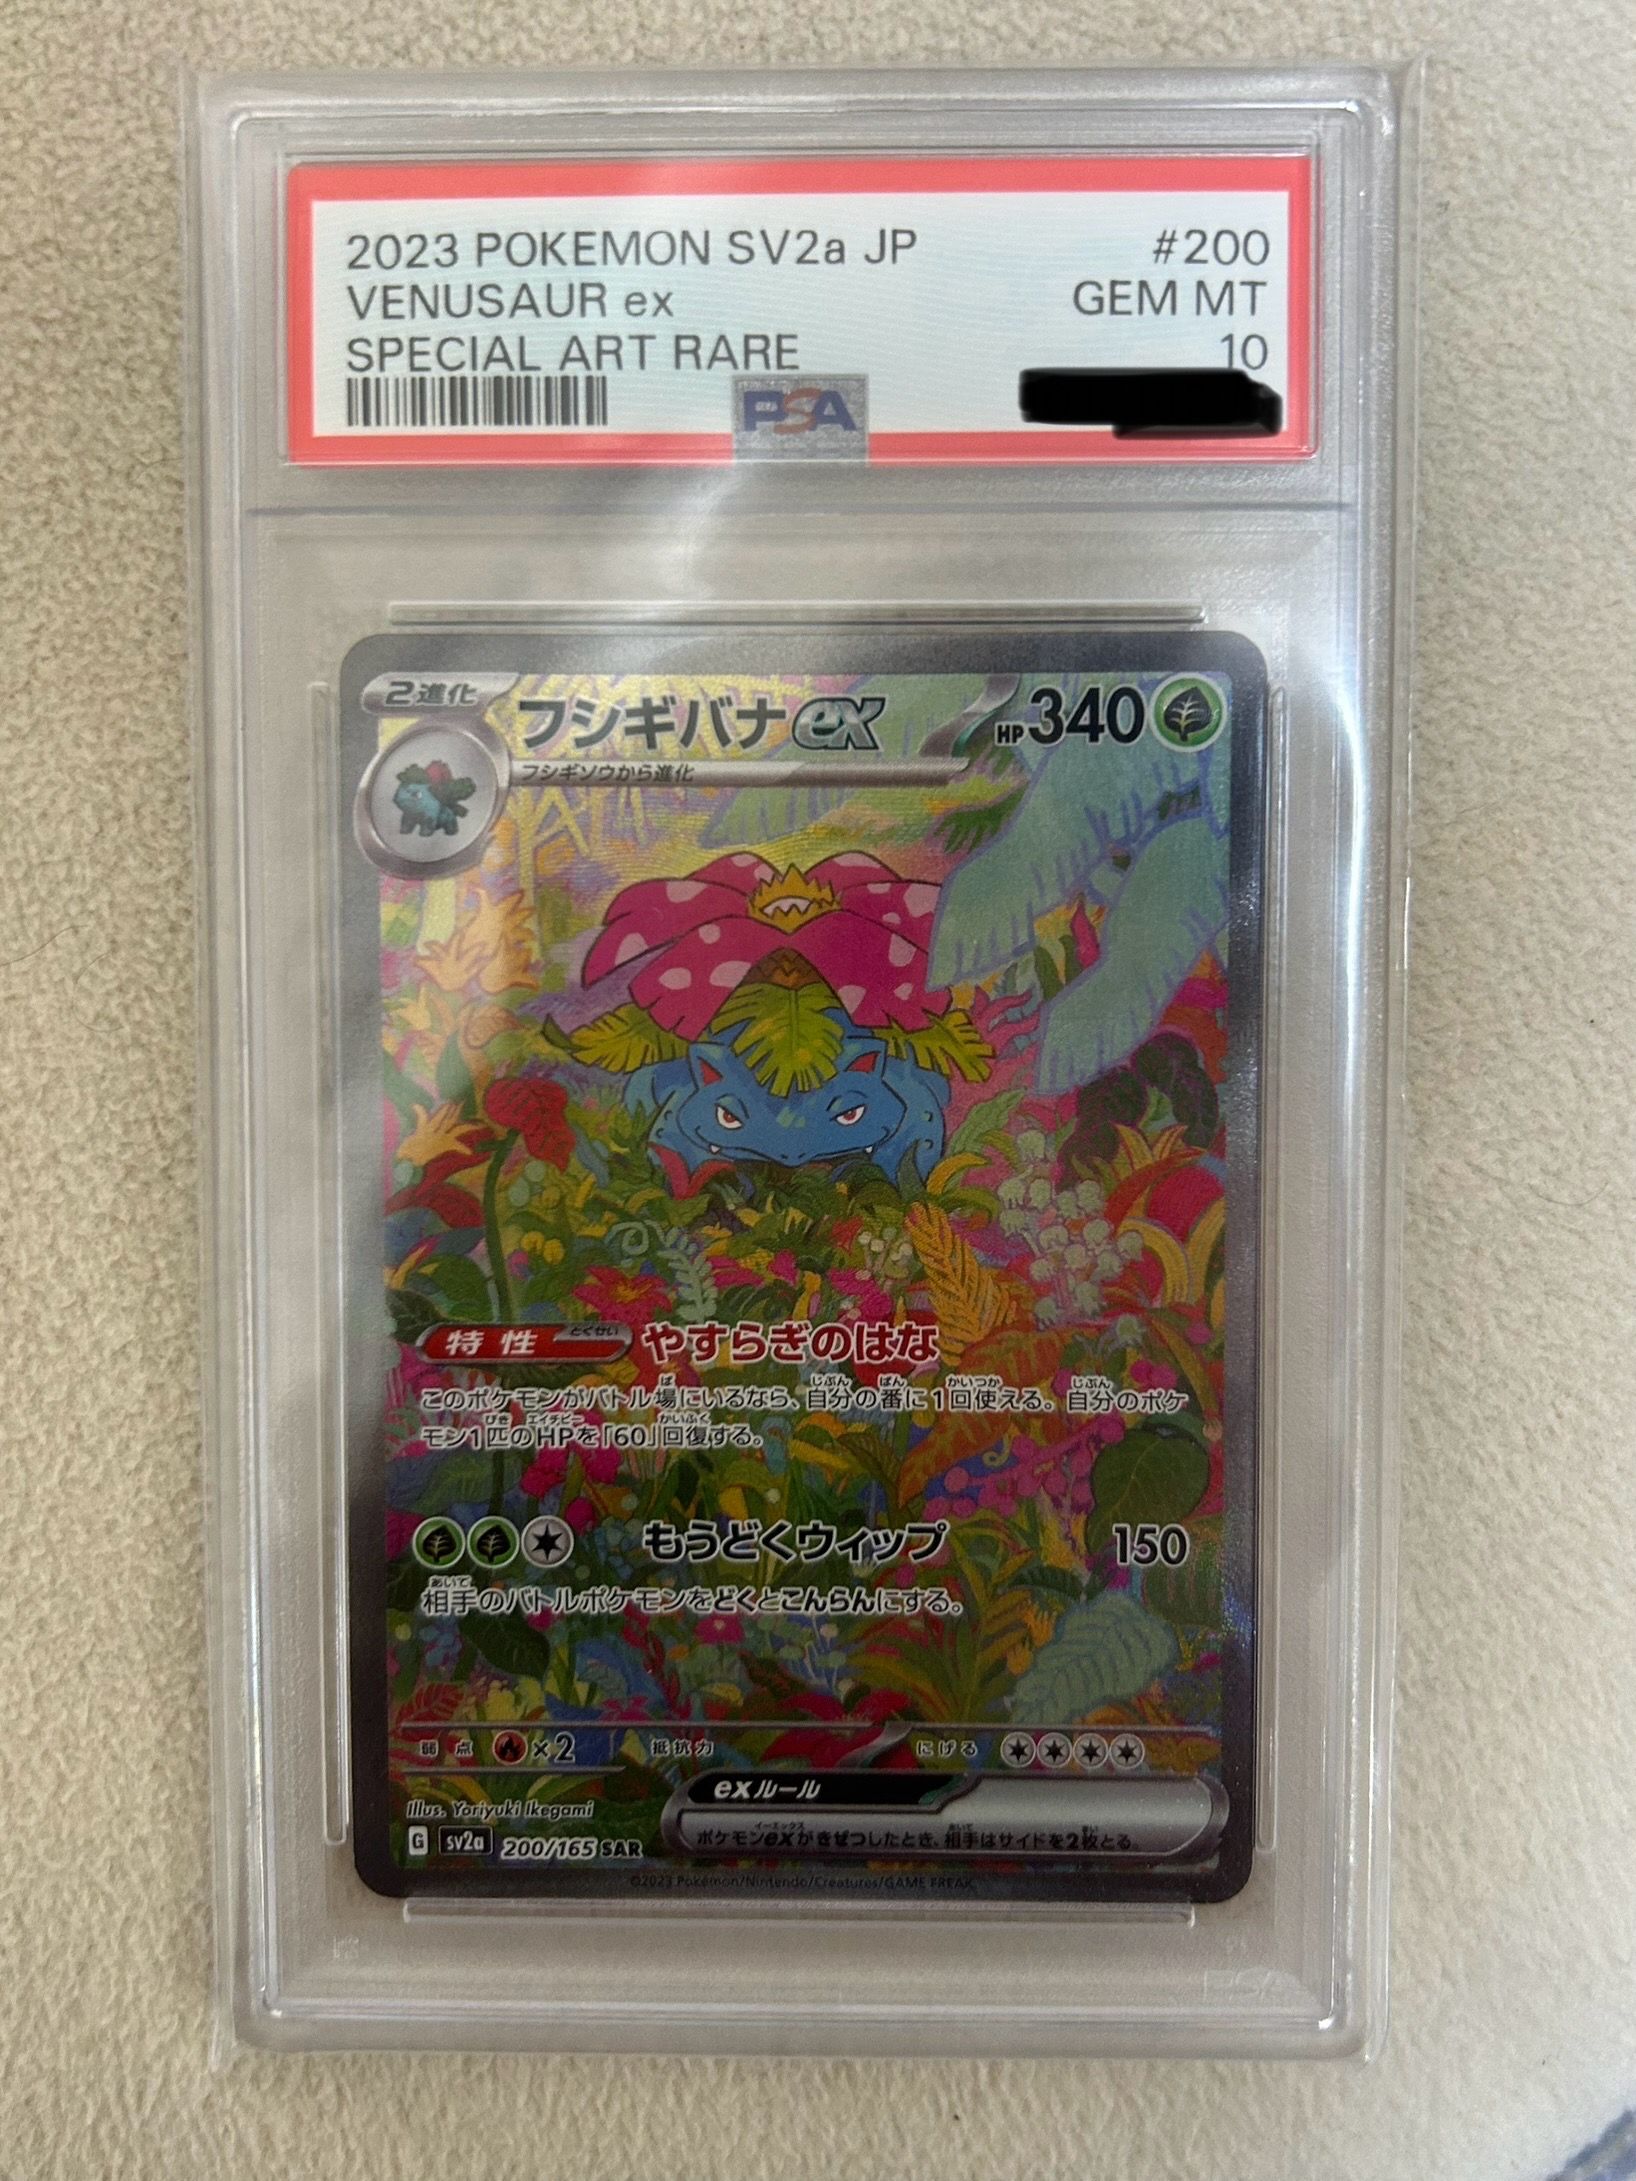 2023 POKEMON SV2a JP #200
VENUSAUR ex GEM MT
SPECIAL ART RARE 10
PSA
2進化 フシギバナex HP340
フシギソウから進化
特性 とくせい やすらぎのはな
このポケモンがバトル場にいるなら、自分の番に1回使える。自分のポケ
モン1匹のHPを「60」回復する。
もうどくウィップ 150
相手のバトルポケモンをどくとこんらんにする。
弱点 ×2 抵抗力 にげる
exルール
ポケモンexがきぜつしたとき、相手はサイドを2枚とる。
Illus. Yoriyuki Ikegami
G sv2a 200/165 SAR
©2023 Pokémon/Nintendo/Creatures/GAME FREAK